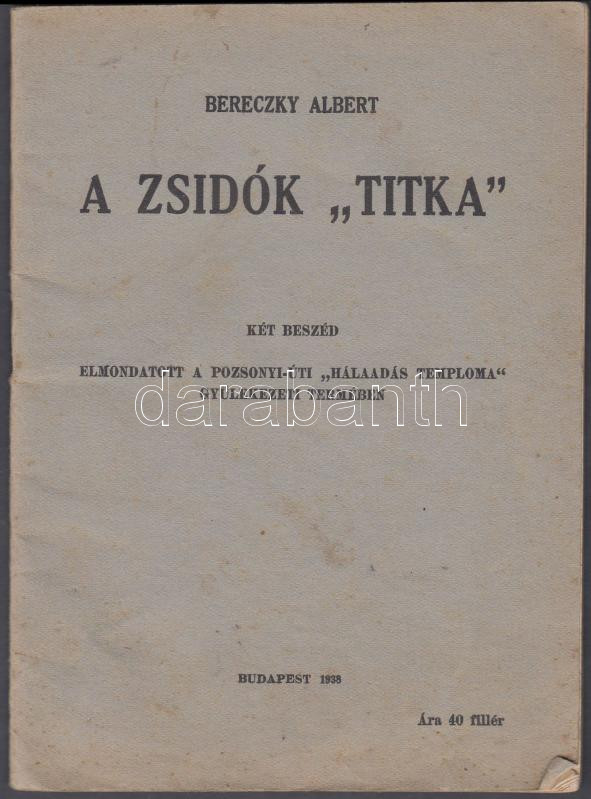 BERECZKY ALBERT
A ZSIDÓK „TITKA”
KÉT BESZÉD
ELMONDATOTT A POZSONYI-ÚTI „HÁLAADÁS TEMPLOMA“
GYÜLEKEZETI TERMÉBEN
darabanth
BUDAPEST 1938
Ára 40 fillér